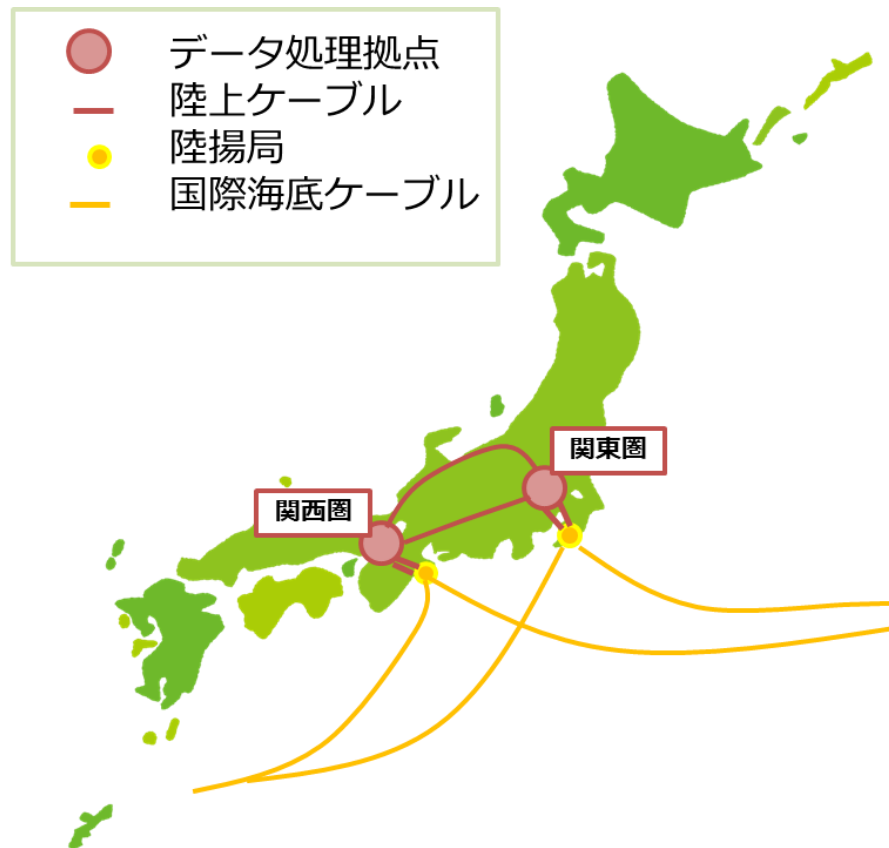 データ処理拠点
陸上ケーブル
陸揚局
国際海底ケーブル
関東圏
関西圏